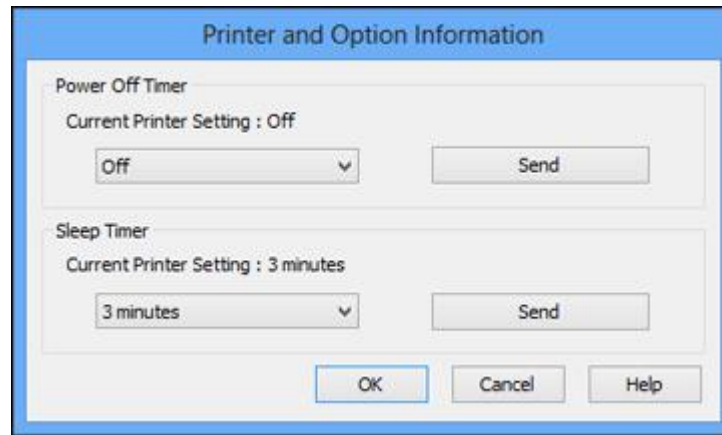 Printer and Option Information
Power Off Timer
Current Printer Setting : Off
Off Send
Sleep Timer
Current Printer Setting : 3 minutes
3 minutes Send
OK Cancel Help